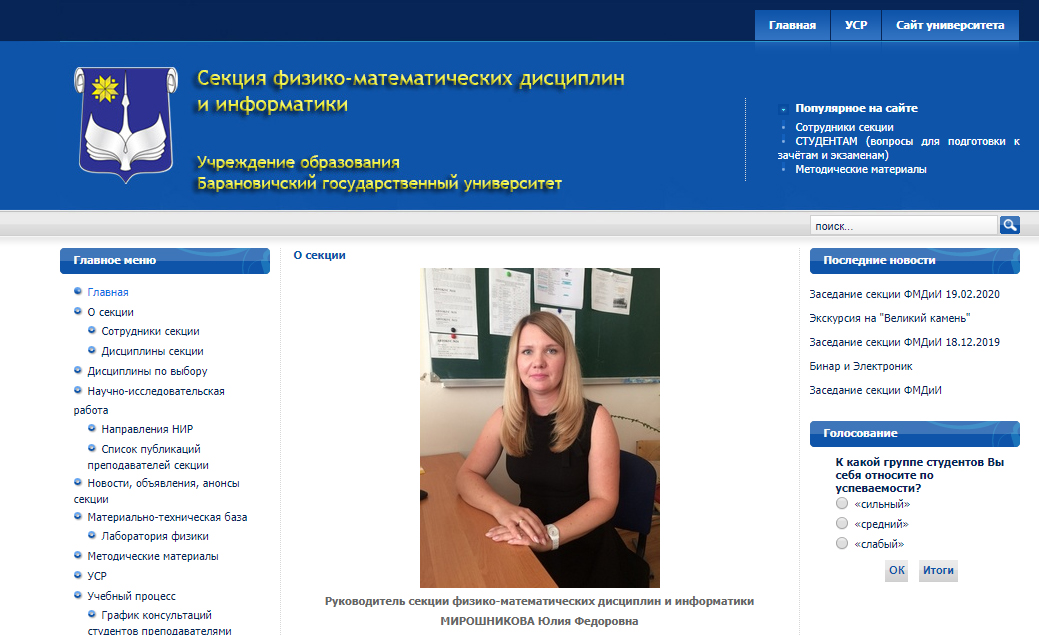 Главная
УСР
Сайт университета
Секция физико-математических дисциплин
и информатики
Учреждение образования
Барановичский государственный университет
Популярное на сайте
Сотрудники секции
СТУДЕНТАМ (вопросы для подготовки к
зачётам и экзаменам)
Методические материалы
поиск...
Главное меню
Главная
О секции
Сотрудники секции
Дисциплины секции
Дисциплины по выбору
Научно-исследовательская
работа
Направления НИР
Список публикаций
преподавателей секции
Новости, объявления, анонсы
секции
Материально-техническая база
Лаборатория физики
Методические материалы
УСР
Учебный процесс
График консультаций
студентов преподавателями
О секции
Руководитель секции физико-математических дисциплин и информатики
МИРОШНИКОВА Юлия Федоровна
Последние новости
Заседание секции ФМДиИ 19.02.2020
Экскурсия на "Великий камень"
Заседание секции ФМДиИ 18.12.2019
Бинар и Электроник
Заседание секции ФМДиИ
Голосование
К какой группе студентов Вы
себя относите по
успеваемости?
«сильный»
«средний»
«слабый»
ОК
Итоги